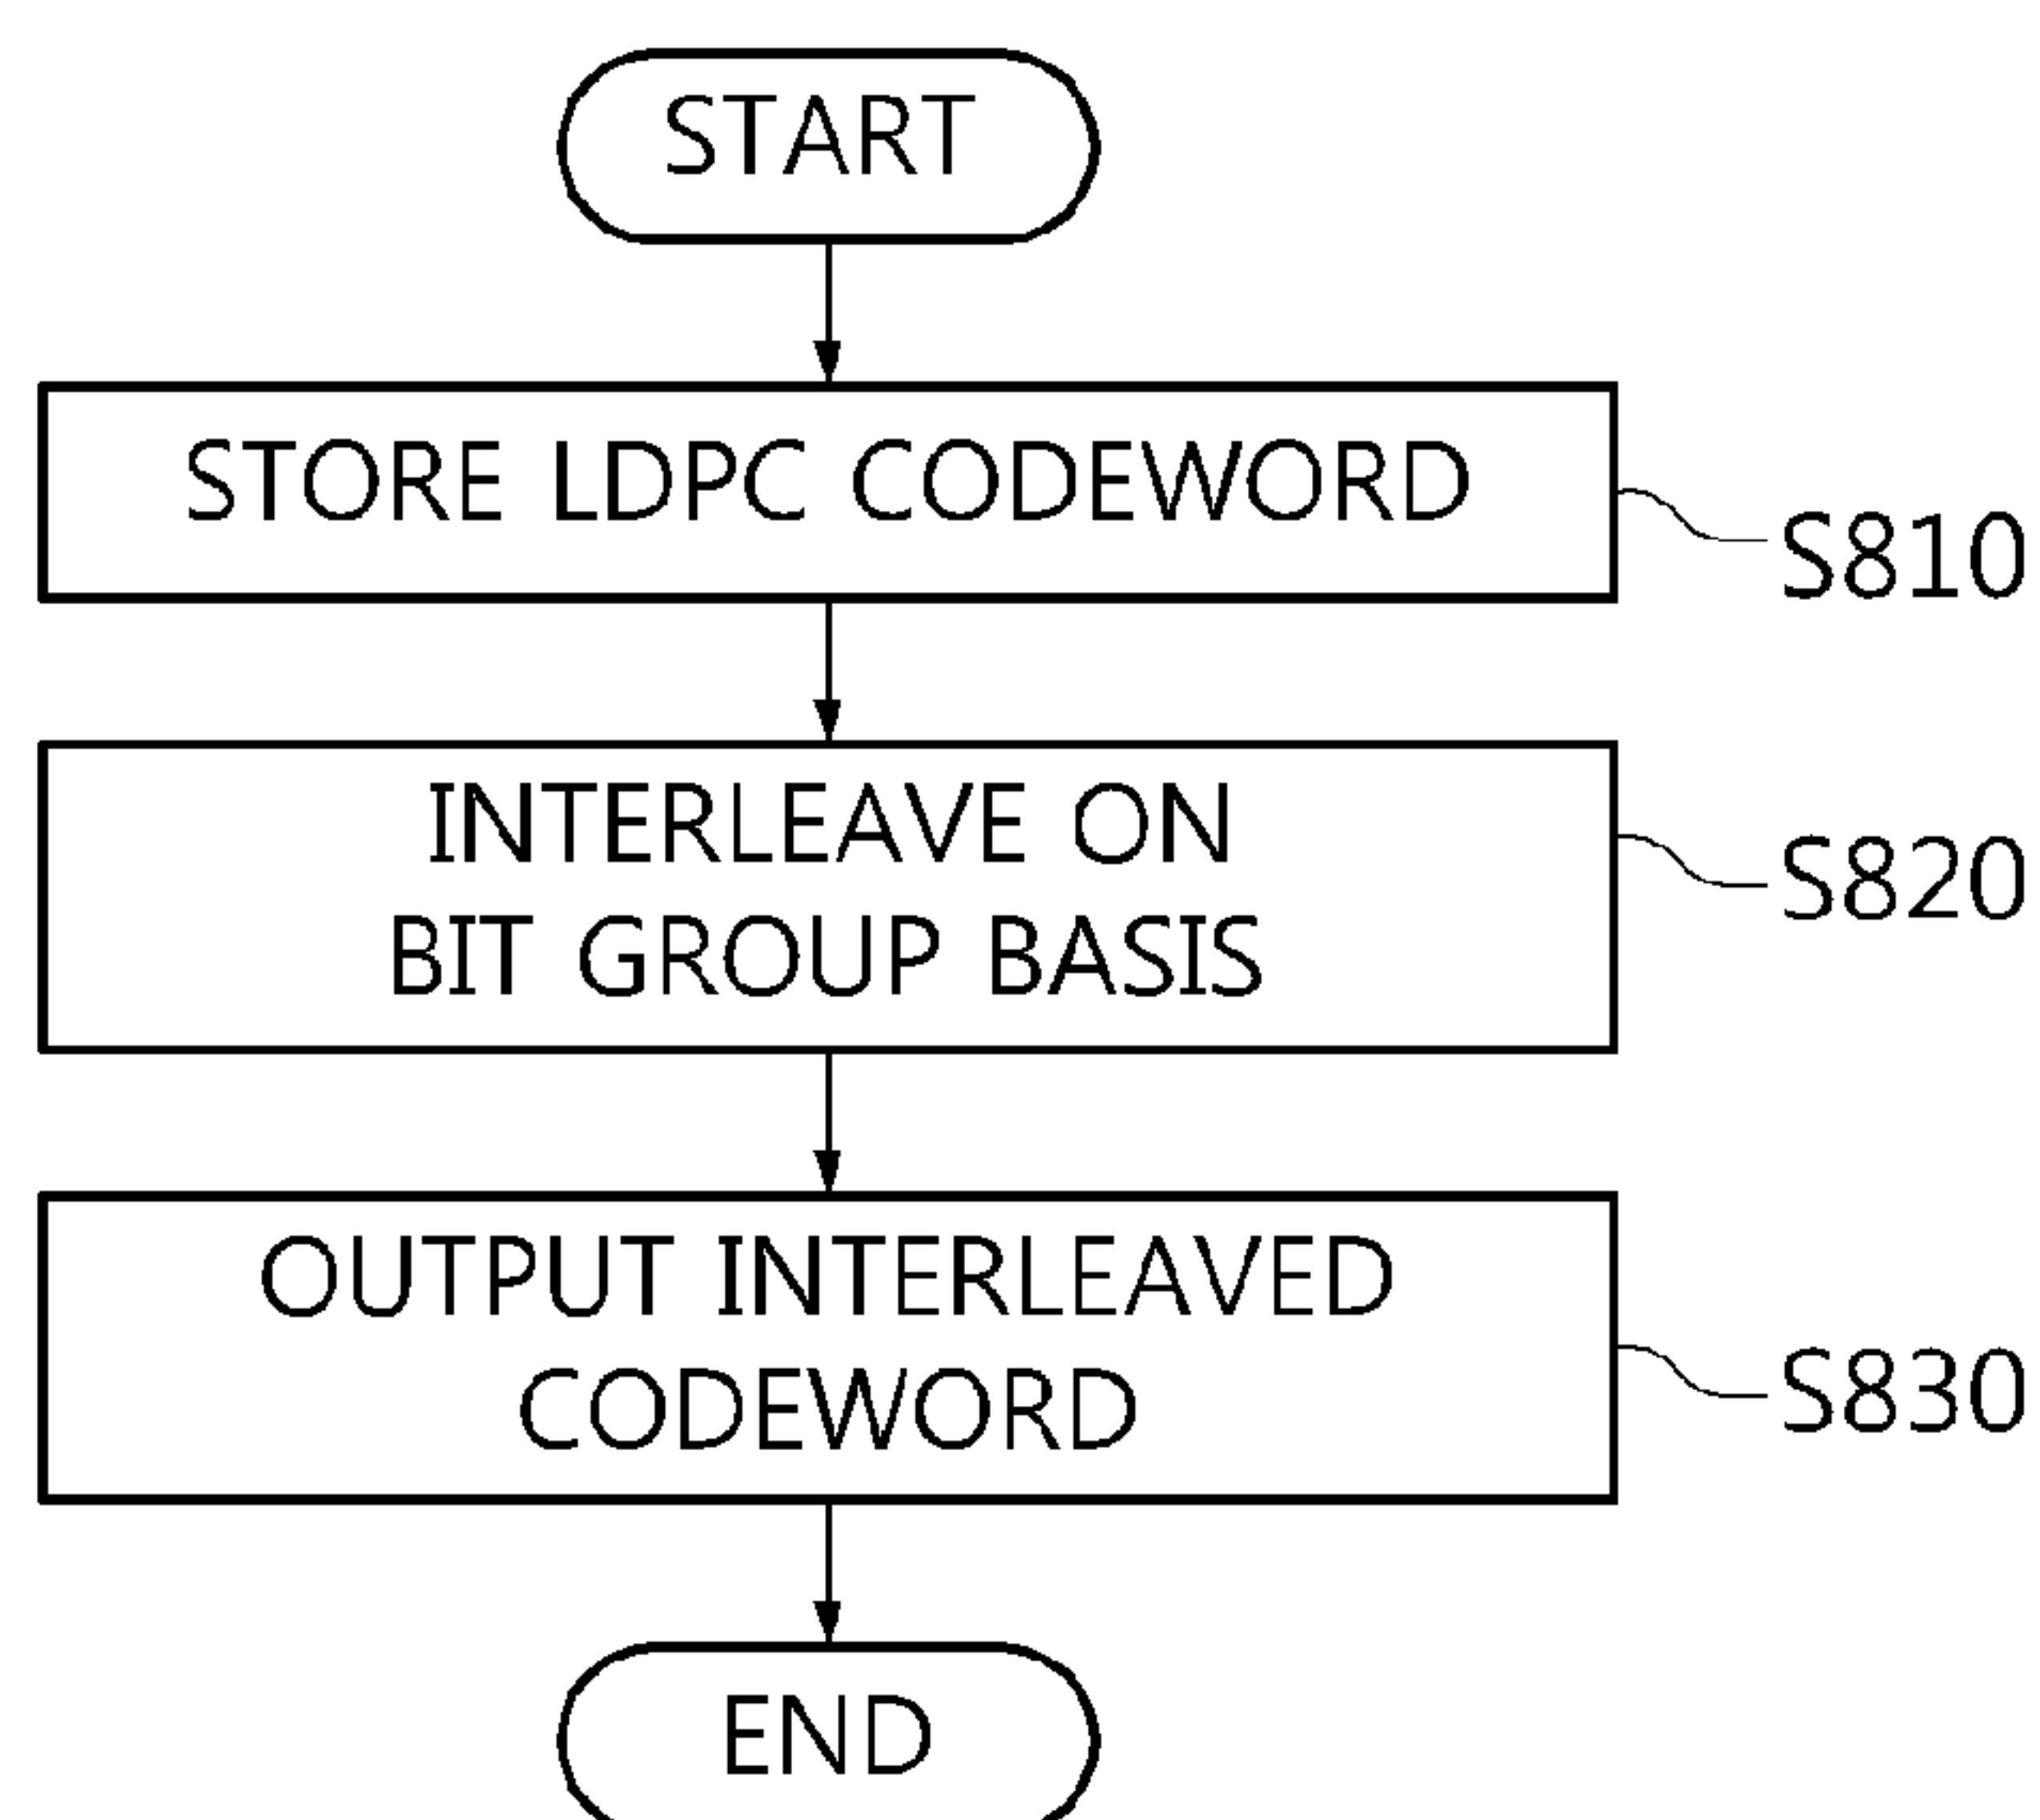 START
STORE LDPC CODEWORD
S810
INTERLEAVE ON
BIT GROUP BASIS
S820
OUTPUT INTERLEAVED
CODEWORD
S830
END